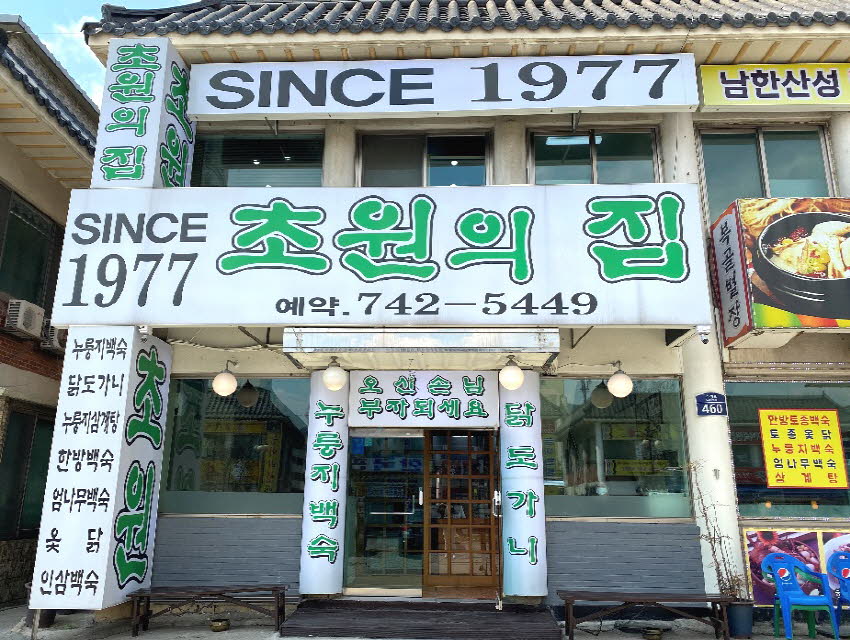 초원의집
초원
SINCE 1977
남한산성
SINCE
1977
초원의 집
예약. 742-5449
북골별장
누룽지백숙
닭도가니
누룽지삼계탕
한방백숙
엄나무백숙
옻 닭
인삼백숙
초원
오신손님
부자되세요
누룽지백숙
닭도가니
460
한방토종백숙
토종옻닭
누룽지백숙
엄나무백숙
삼계탕
pepsi